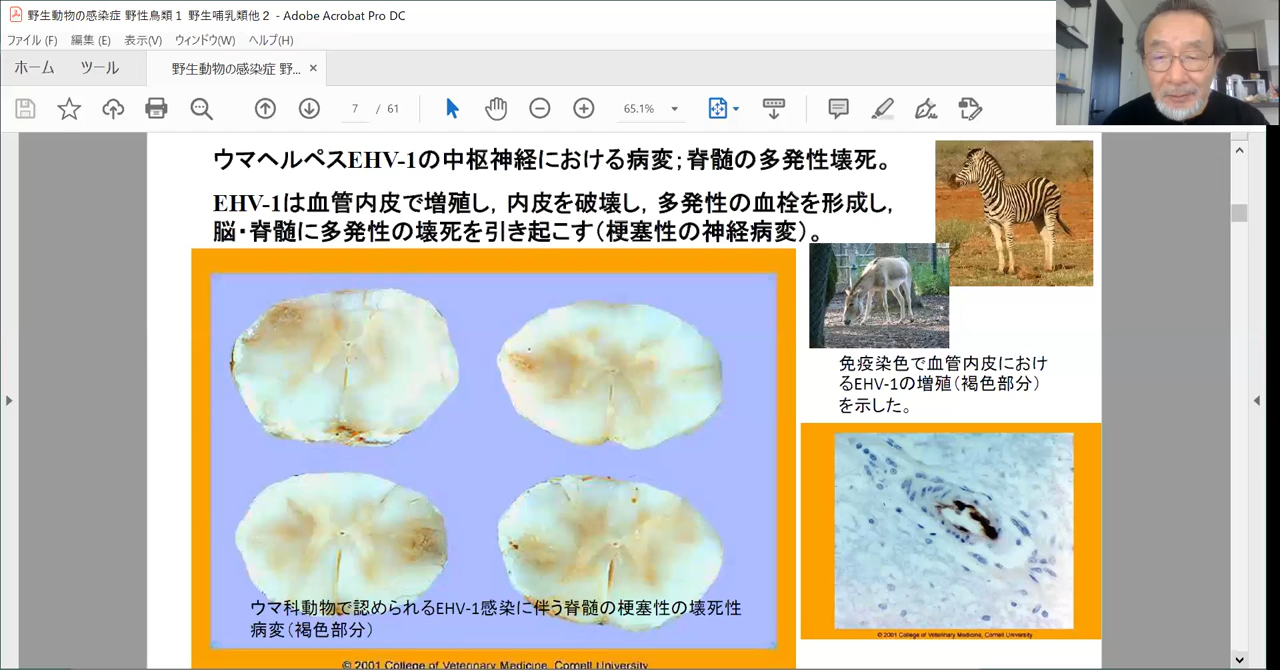 野生動物の感染症 野性鳥類１ 野生哺乳類他２ - Adobe Acrobat Pro DC
ファイル(F) 編集(E) 表示(V) ウィンドウ(W) ヘルプ(H)
ホーム ツール 野生動物の感染症 野... ×
7 / 61 65.1%
ウマヘルペスEHV-1の中枢神経における病変；脊髄の多発性壊死。
EHV-1は血管内皮で増殖し，内皮を破壊し，多発性の血栓を形成し，
脳・脊髄に多発性の壊死を引き起こす（梗塞性の神経病変）。
免疫染色で血管内皮におけ
るEHV-1の増殖（褐色部分）
を示した。
ウマ科動物で認められるEHV-1感染に伴う脊髄の梗塞性の壊死性
病変（褐色部分）
© 2001 College of Veterinary Medicine, Cornell University
© 2001 College of Veterinary Medicine, Cornell University